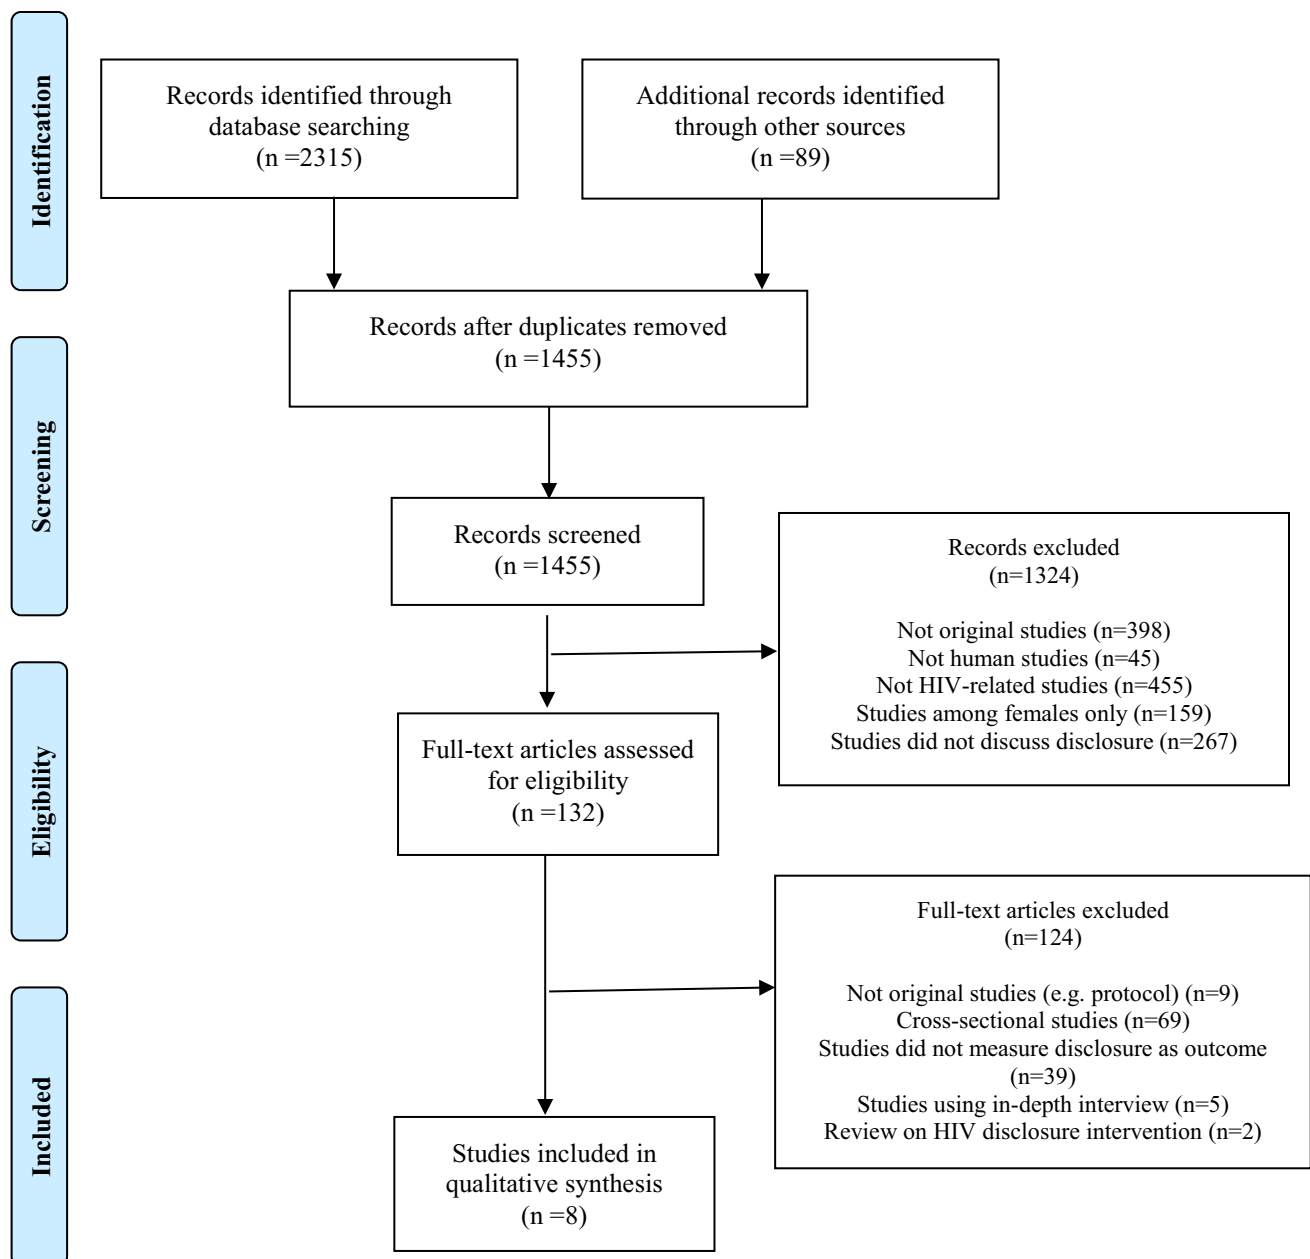 Identification
Records identified through
database searching
(n =2315)
Additional records identified
through other sources
(n =89)
Records after duplicates removed
(n =1455)
Screening
Records screened
(n =1455)
Records excluded
(n=1324)
Not original studies (n=398)
Not human studies (n=45)
Not HIV-related studies (n=455)
Studies among females only (n=159)
Studies did not discuss disclosure (n=267)
Eligibility
Full-text articles assessed
for eligibility
(n =132)
Full-text articles excluded
(n=124)
Not original studies (e.g. protocol) (n=9)
Cross-sectional studies (n=69)
Studies did not measure disclosure as outcome
(n=39)
Studies using in-depth interview (n=5)
Review on HIV disclosure intervention (n=2)
Included
Studies included in
qualitative synthesis
(n =8)